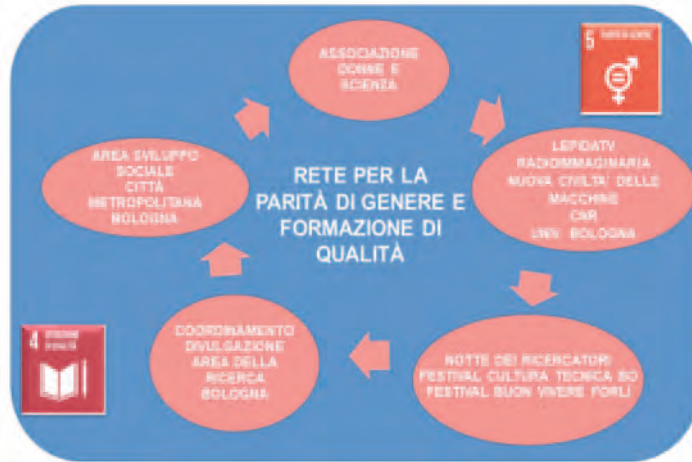 ASSOCIAZIONE
DONNE E
SCIENZA
5
LEPIDATV
RADIOIMMAGINARIA
NUOVA CIVILTA' DELLE
MACCHINE
CNR
UNIV. BOLOGNA
NOTTE DEI RICERCATORI
FESTIVAL CULTURA TECNICA BO
FESTIVAL BUON VIVERE FORLÌ
COORDINAMENTO
DIVULGAZIONE
AREA DELLA
RICERCA
BOLOGNA
AREA SVILUPPO
SOCIALE
CITTÀ
METROPOLITANA
BOLOGNA
RETE PER LA
PARITÀ DI GENERE E
FORMAZIONE DI
QUALITÀ
4